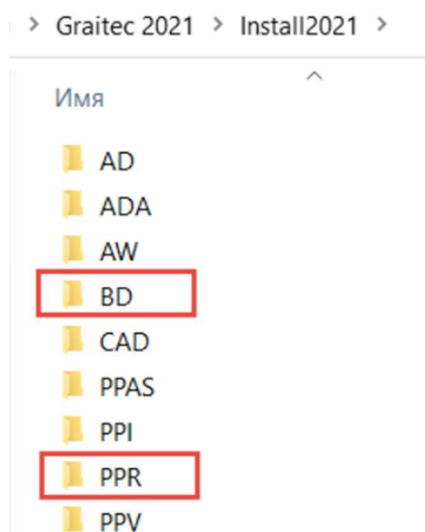 > Graitec 2021 > Install2021 >
Имя
AD
ADA
AW
BD
CAD
PPAS
PPI
PPR
PPV